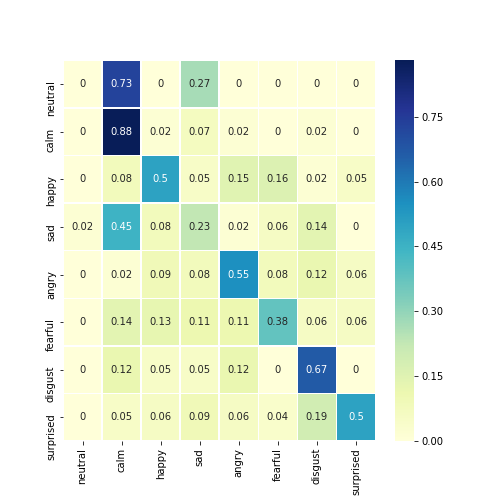 neutral 0 0.73 0 0.27 0 0 0 0
calm 0 0.88 0.02 0.07 0.02 0 0.02 0
happy 0 0.08 0.5 0.05 0.15 0.16 0.02 0.05
sad 0.02 0.45 0.08 0.23 0.02 0.06 0.14 0
angry 0 0.02 0.09 0.08 0.55 0.08 0.12 0.06
fearful 0 0.14 0.13 0.11 0.11 0.38 0.06 0.06
disgust 0 0.12 0.05 0.05 0.12 0 0.67 0
surprised 0 0.05 0.06 0.09 0.06 0.04 0.19 0.5
neutral calm happy sad angry fearful disgust surprised
0.75
0.60
0.45
0.30
0.15
0.00